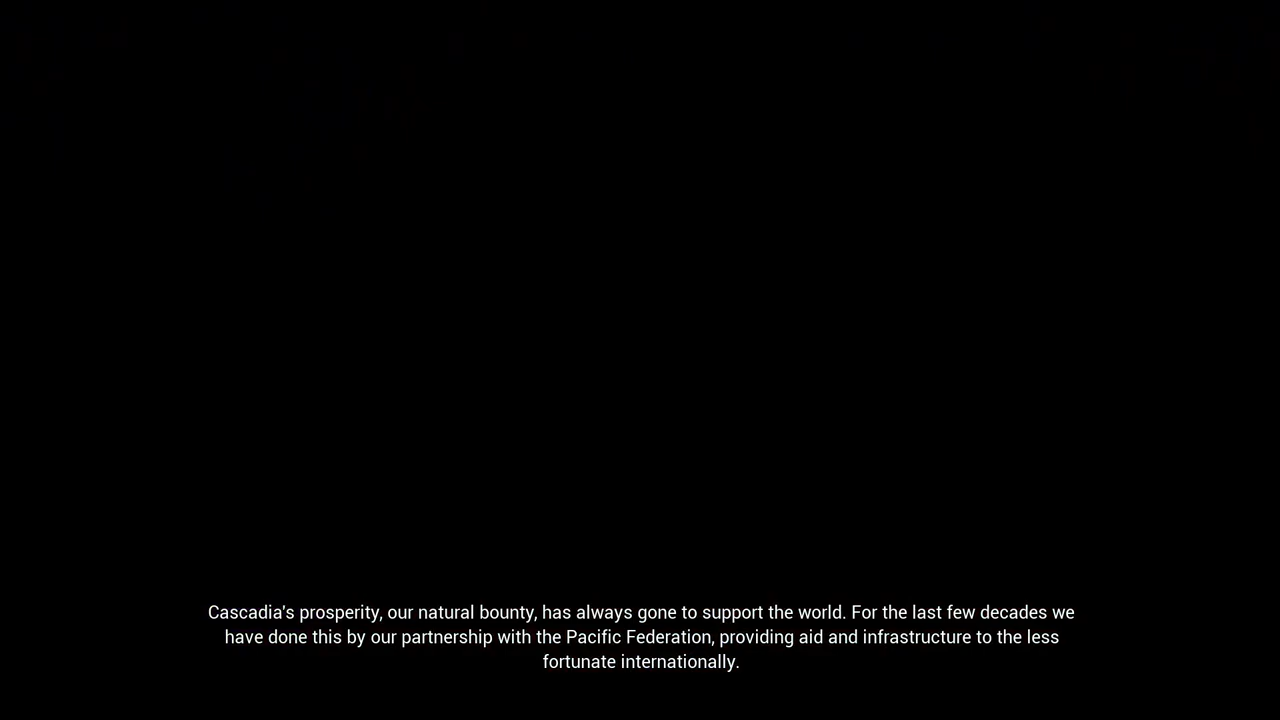 Cascadia's prosperity, our natural bounty, has always gone to support the world. For the last few decades we
have done this by our partnership with the Pacific Federation, providing aid and infrastructure to the less
fortunate internationally.